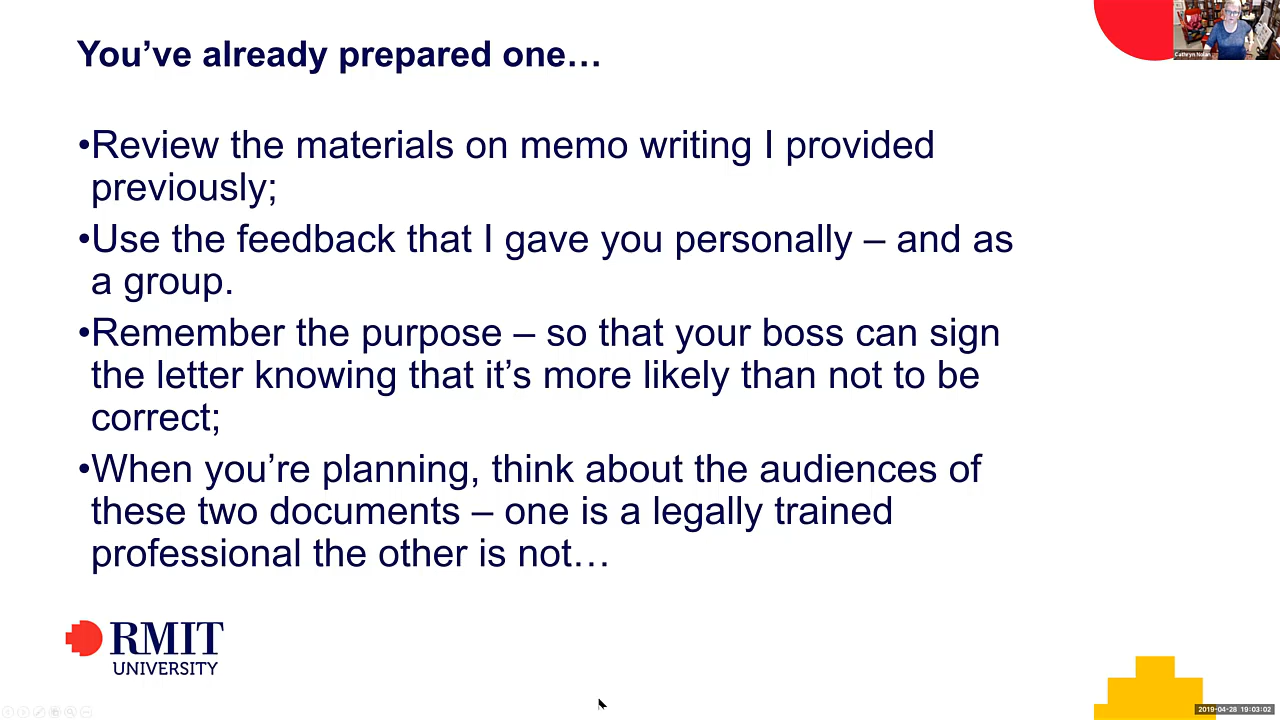 You’ve already prepared one…
Cathryn Nolan
•Review the materials on memo writing I provided
previously;
•Use the feedback that I gave you personally – and as
a group.
•Remember the purpose – so that your boss can sign
the letter knowing that it’s more likely than not to be
correct;
•When you’re planning, think about the audiences of
these two documents – one is a legally trained
professional the other is not…
RMIT
UNIVERSITY
2019-04-28 19:03:02